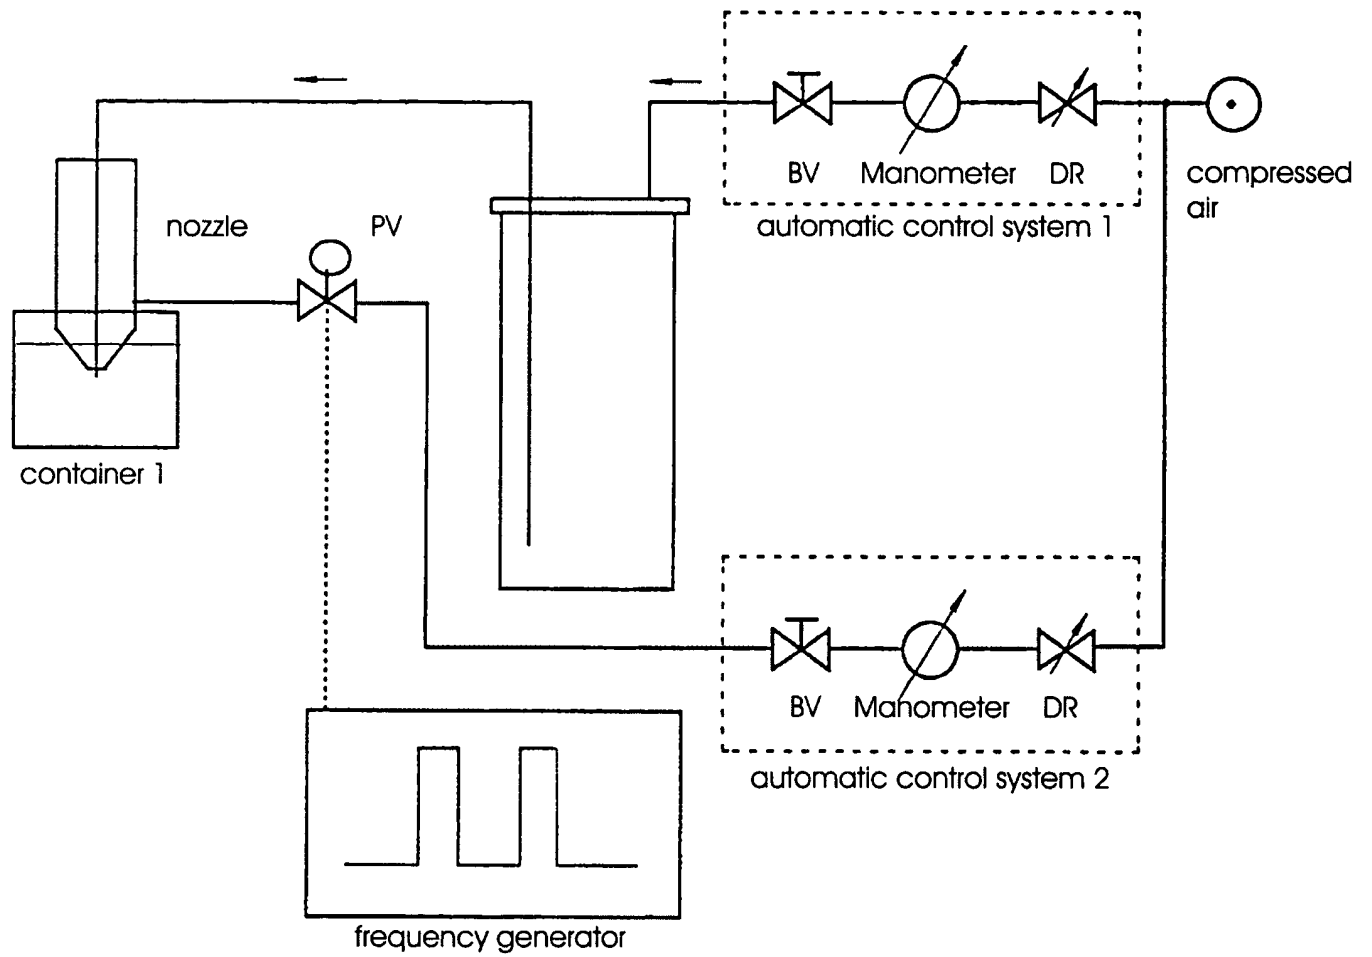 BV Manometer DR
compressed
air
automatic control system 1
nozzle
PV
container 1
BV Manometer DR
automatic control system 2
frequency generator